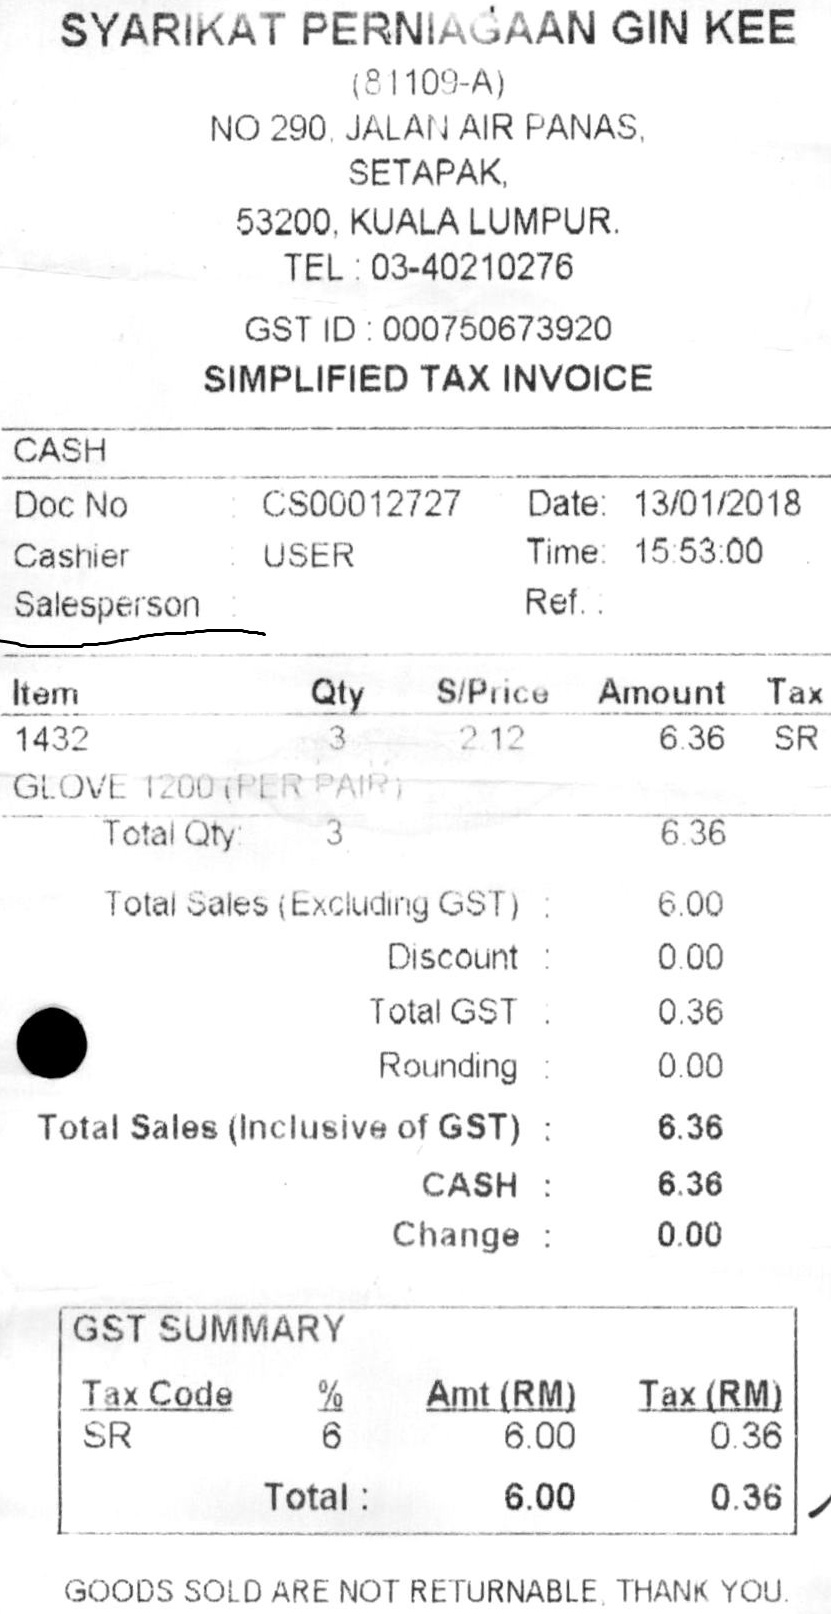 SYARIKAT PERNIAGAAN GIN KEE
(81109-A)
NO 290, JALAN AIR PANAS,
SETAPAK,
53200, KUALA LUMPUR.
TEL : 03-40210276
GST ID : 000750673920
SIMPLIFIED TAX INVOICE
CASH
Doc No : CS00012727 Date: 13/01/2018
Cashier : USER Time: 15:53:00
Salesperson : Ref. :
Item Qty S/Price Amount Tax
1432 3 2.12 6.36 SR
GLOVE 1200 (PER PAIR)
Total Qty: 3 6.36
Total Sales (Excluding GST) : 6.00
Discount : 0.00
Total GST : 0.36
Rounding : 0.00
Total Sales (Inclusive of GST) : 6.36
CASH : 6.36
Change : 0.00
GST SUMMARY
Tax Code % Amt (RM) Tax (RM)
SR 6 6.00 0.36
Total : 6.00 0.36
GOODS SOLD ARE NOT RETURNABLE, THANK YOU.